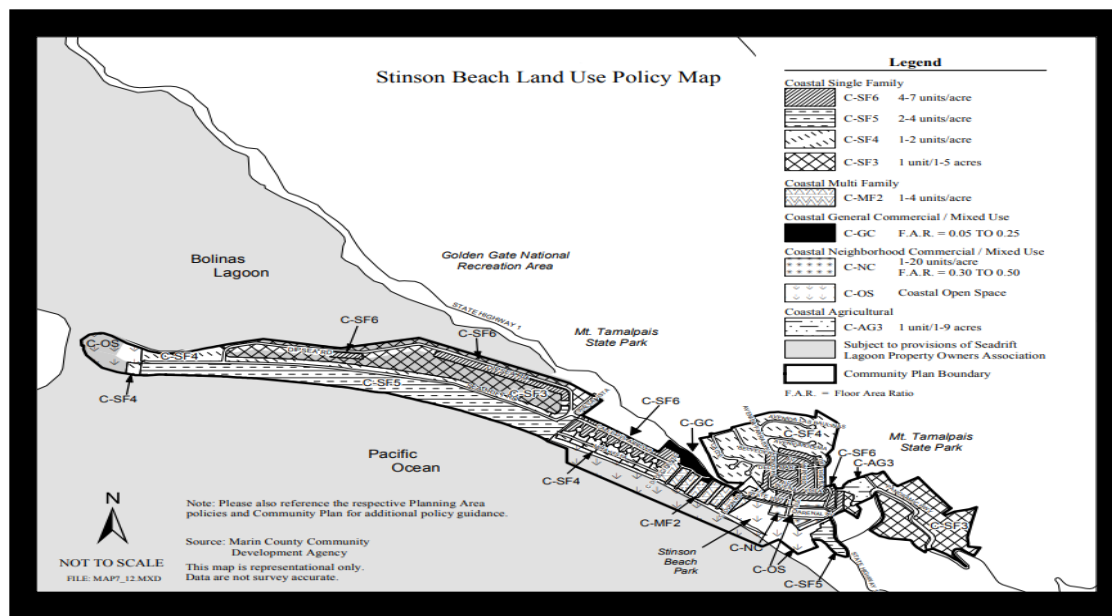 Stinson Beach Land Use Policy Map
Legend
Coastal Single Family
C-SF6 4-7 units/acre
C-SF5 2-4 units/acre
C-SF4 1-2 units/acre
C-SF3 1 unit/1-5 acres
Coastal Multi Family
C-MF2 1-4 units/acre
Coastal General Commercial / Mixed Use
C-GC F.A.R. = 0.05 TO 0.25
Coastal Neighborhood Commercial / Mixed Use
C-NC 1-20 units/acre
F.A.R. = 0.30 TO 0.50
C-OS Coastal Open Space
Coastal Agricultural
C-AG3 1 unit/1-9 acres
Subject to provisions of Seadrift
Lagoon Property Owners Association
Community Plan Boundary
F.A.R. = Floor Area Ratio
Bolinas
Lagoon
Golden Gate National
Recreation Area
STATE HIGHWAY 1
Mt. Tamalpais
State Park
C-SF6
C-SF6
C-OS
C-SF4
DIPSEA RD
C-SF5
C-SF3
C-SF4
C-SF6
C-GC
C-SF4
Mt. Tamalpais
State Park
C-SF6
C-AG3
C-SF3
Pacific
Ocean
C-SF4
C-MF2
C-NC
Stinson
Beach
Park
C-OS
C-SF5
N
NOT TO SCALE
FILE: MAP7_12.MXD
Note: Please also reference the respective Planning Area
policies and Community Plan for additional policy guidance.
Source: Marin County Community
Development Agency
This map is representational only.
Data are not survey accurate.